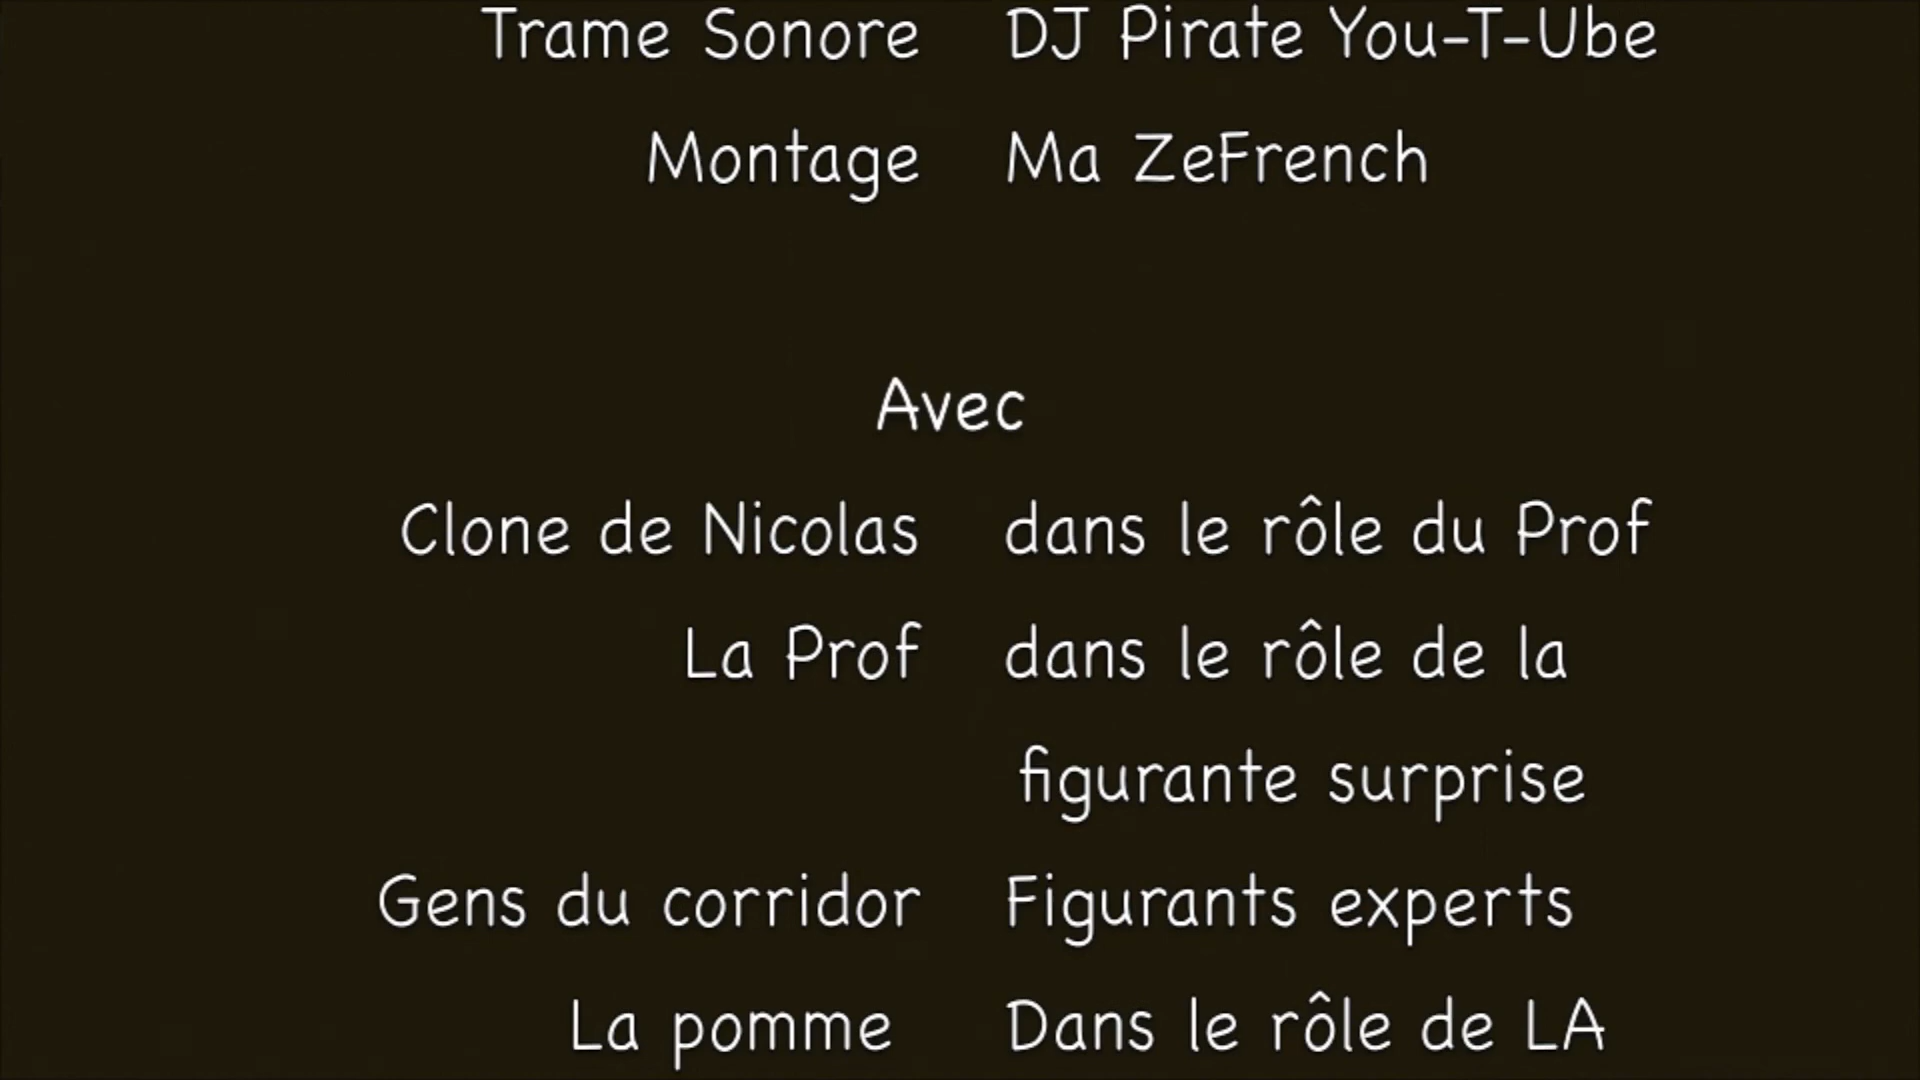 Trame Sonore DJ Pirate You-T-Ube
Montage Ma ZeFrench
Avec
Clone de Nicolas dans le rôle du Prof
La Prof dans le rôle de la
figurante surprise
Gens du corridor Figurants experts
La pomme Dans le rôle de LA